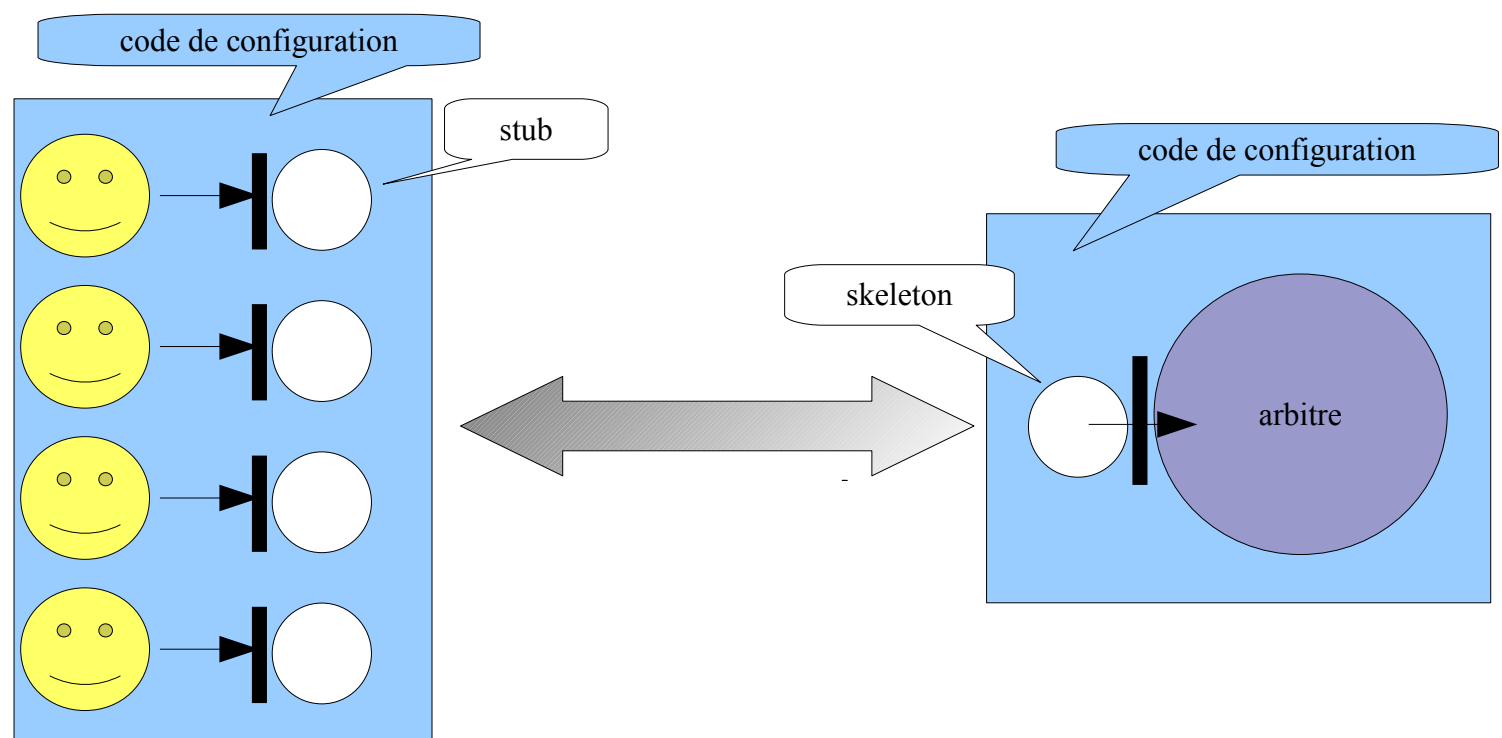 code de configuration
stub
code de configuration
skeleton
arbitre